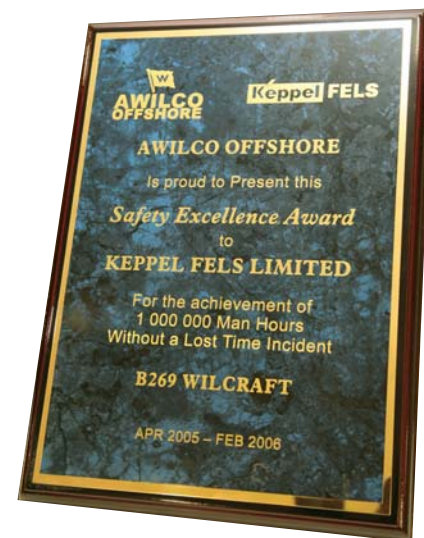 W
AWILCO
OFFSHORE
Keppel FELS
AWILCO OFFSHORE
Is proud to Present this
Safety Excellence Award
to
KEPPEL FELS LIMITED
For the achievement of
1 000 000 Man Hours
Without a Lost Time Incident
B269 WILCRAFT
APR 2005 – FEB 2006